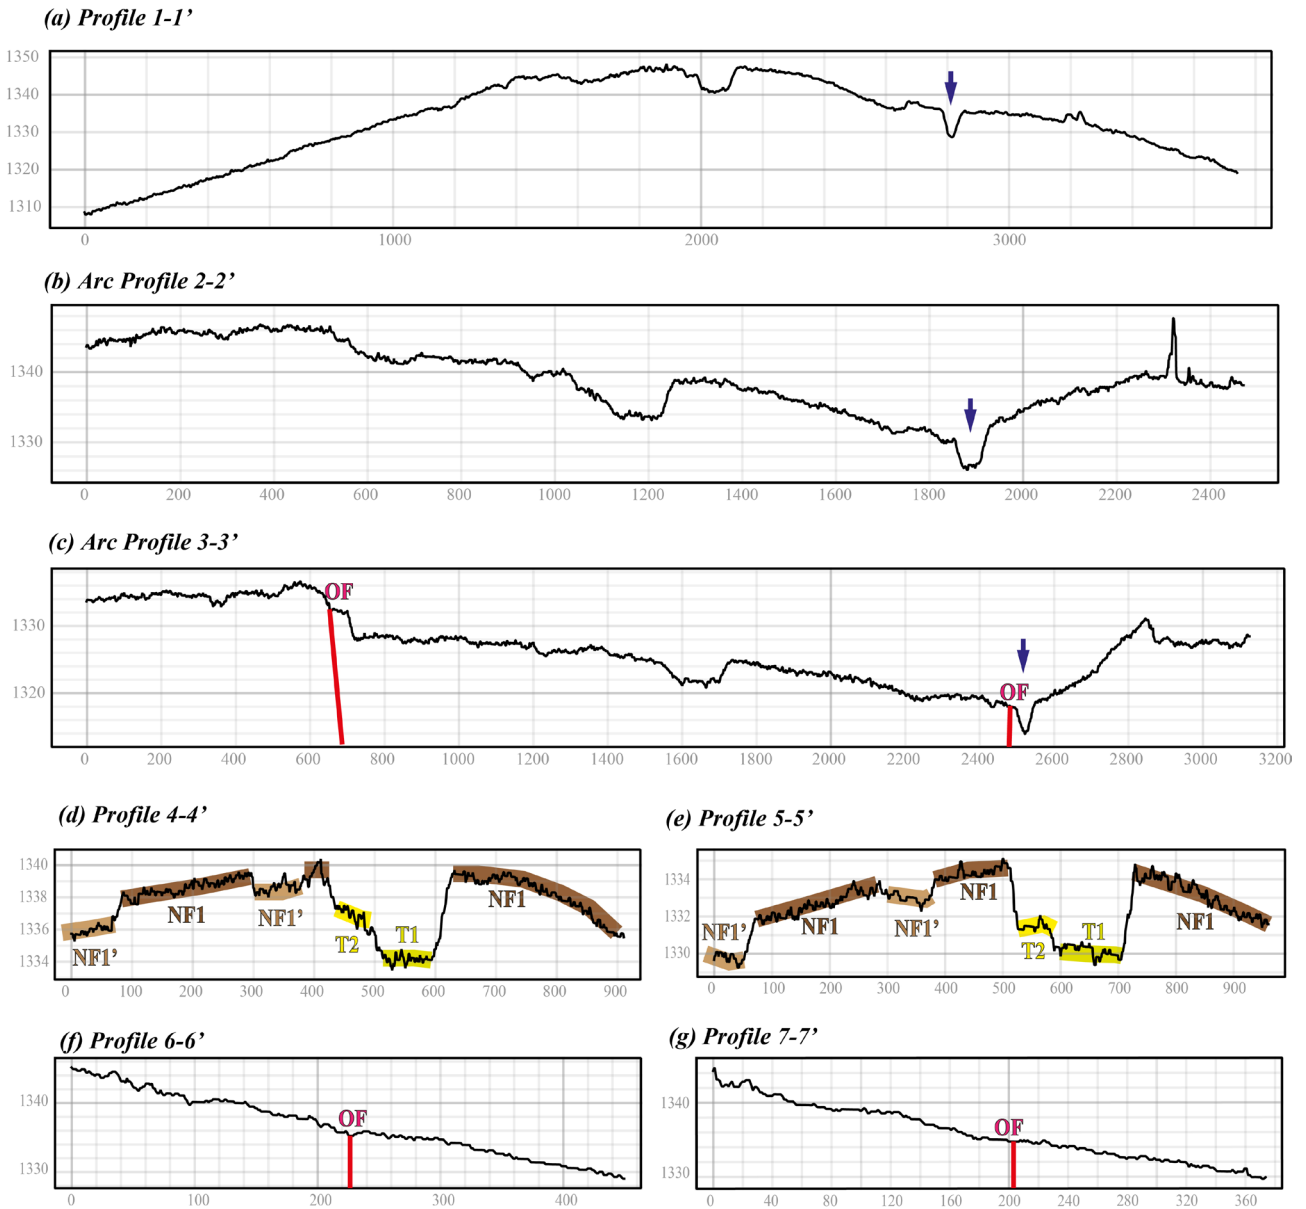 (a) Profile 1-1’
1350
1340
1330
1320
1310
0 1000 2000 3000
(b) Arc Profile 2-2’
1340
1330
0 200 400 600 800 1000 1200 1400 1600 1800 2000 2200 2400
(c) Arc Profile 3-3’
OF
1330
1320
OF
0 200 400 600 800 1000 1200 1400 1600 1800 2000 2200 2400 2600 2800 3000 3200
(d) Profile 4-4’
1340
1338
1336
1334
NF1’
NF1
NF1’
T2
T1
NF1
0 100 200 300 400 500 600 700 800 900
(e) Profile 5-5’
1334
1332
1330
NF1’
NF1
NF1’
NF1
T2
T1
NF1
0 100 200 300 400 500 600 700 800 900
(f) Profile 6-6’
1340
1330
OF
0 100 200 300 400
(g) Profile 7-7’
1340
1330
OF
0 40 80 120 160 200 240 280 320 360